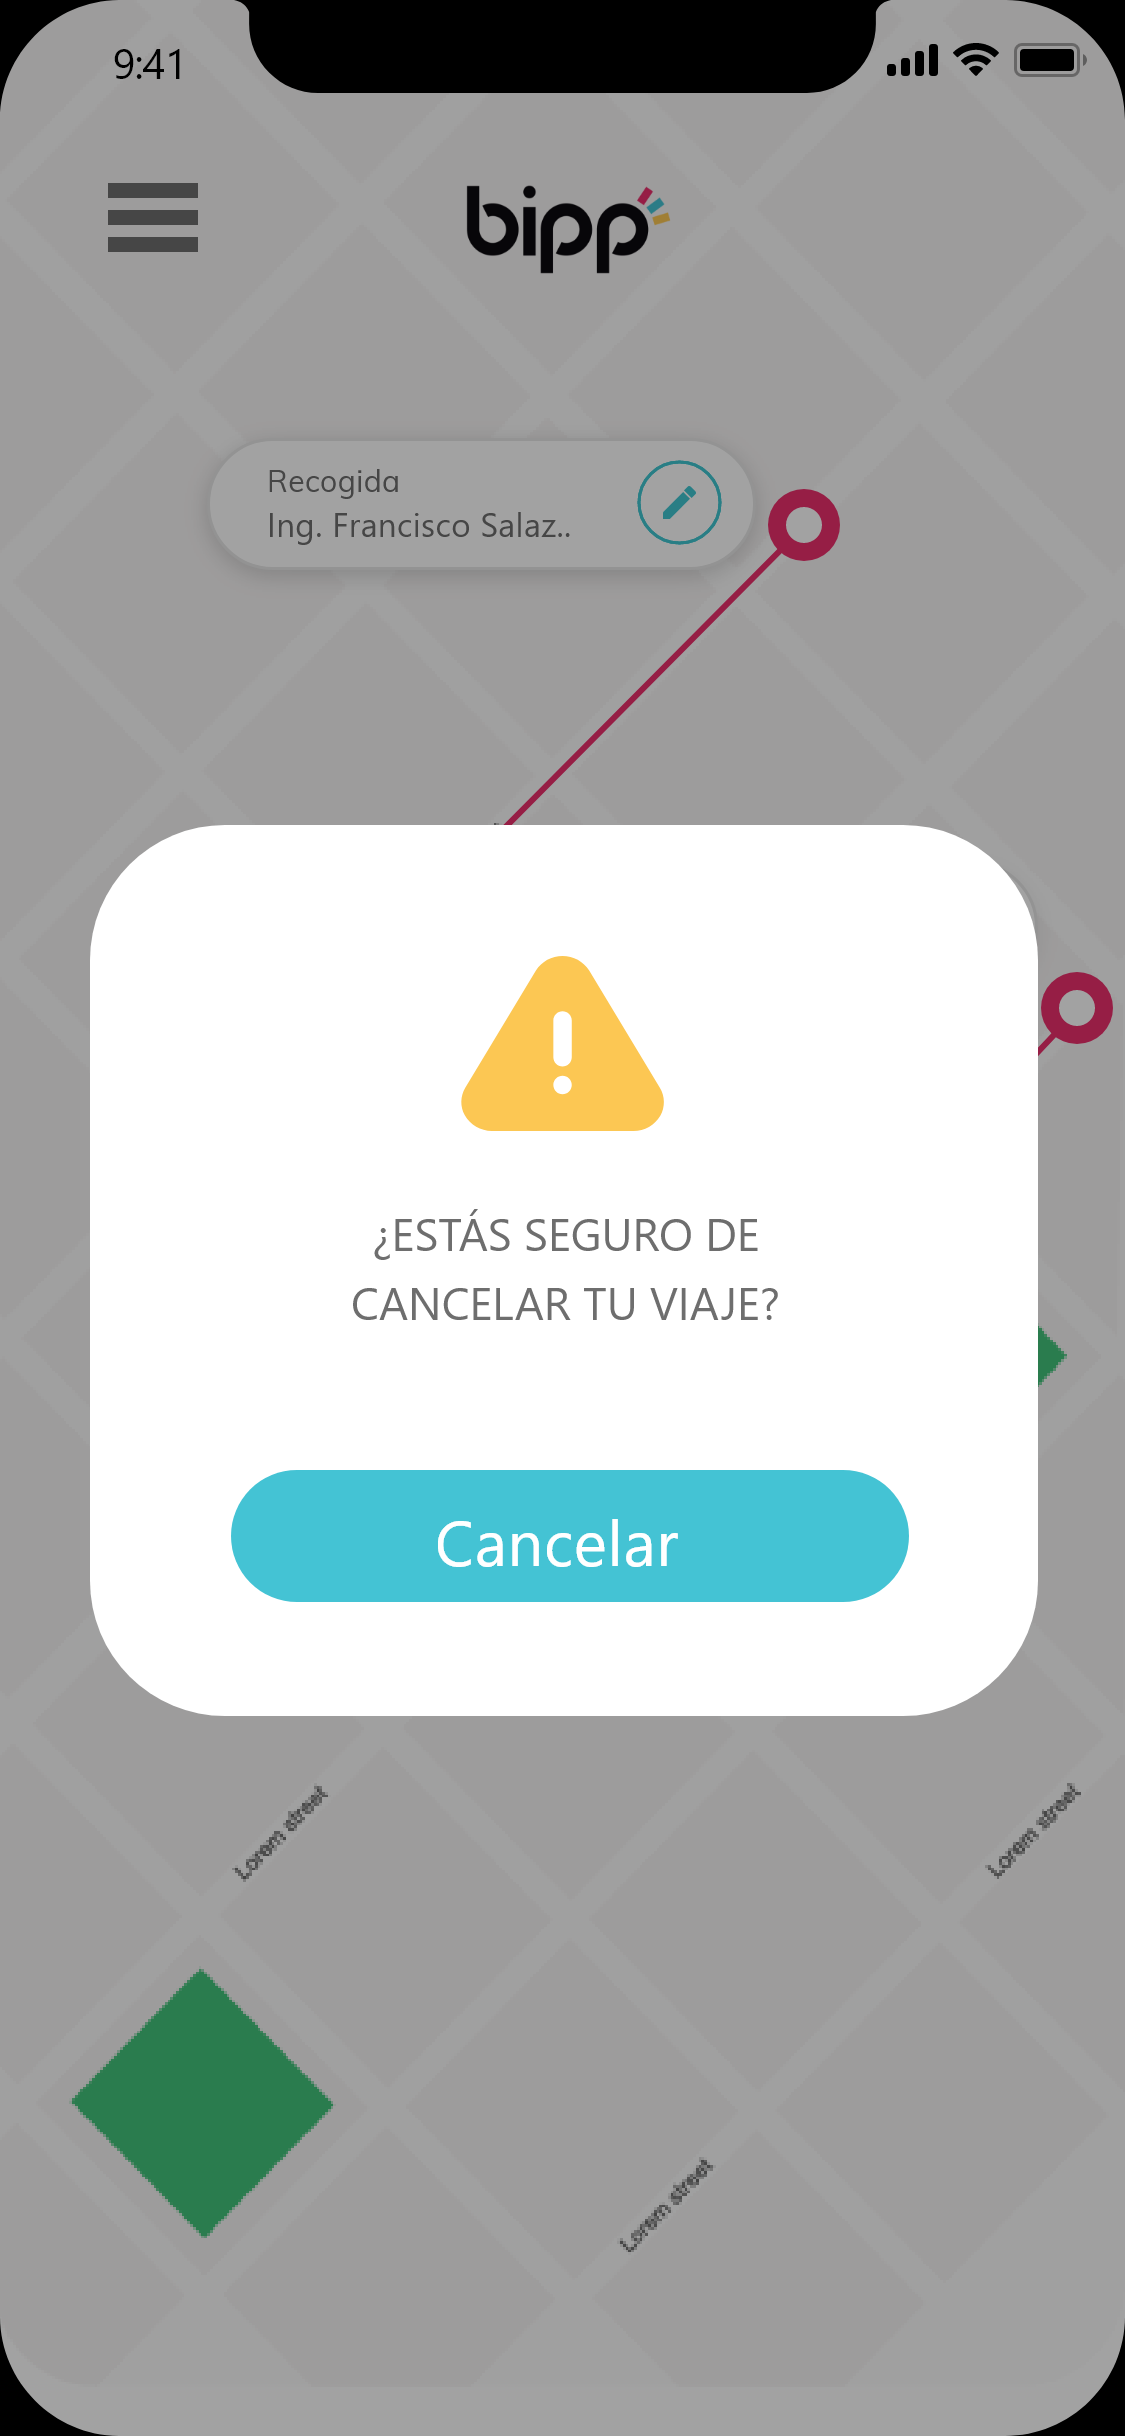 9:41
bipp
Recogida
Ing. Francisco Salaz..
¿ESTÁS SEGURO DE
CANCELAR TU VIAJE?
Cancelar
Lorem street
Lorem street
Lorem street